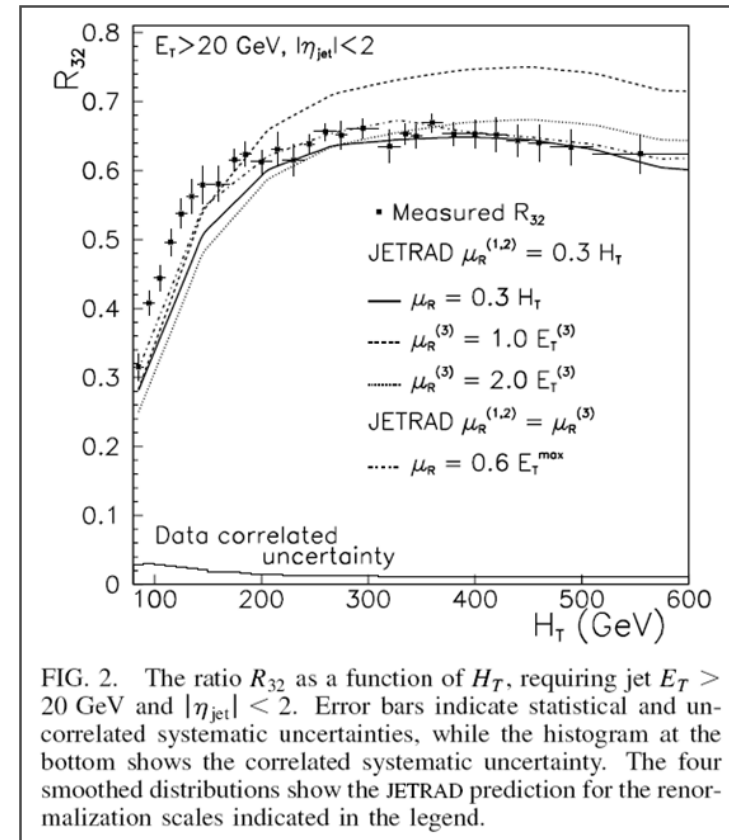 0.8
E_T>20 GeV, |η_jet|<2
R_32
0.7
0.6
0.5
0.4
0.3
0.2
0.1
0
▪ Measured R_32
JETRAD μ_R^(1,2) = 0.3 H_T
μ_R = 0.3 H_T
μ_R^(3) = 1.0 E_T^(3)
μ_R^(3) = 2.0 E_T^(3)
JETRAD μ_R^(1,2) = μ_R^(3)
μ_R = 0.6 E_T^max
Data correlated
uncertainty
100 200 300 400 500 600
H_T (GeV)
FIG. 2. The ratio R_32 as a function of H_T, requiring jet E_T >
20 GeV and |η_jet| < 2. Error bars indicate statistical and un-
correlated systematic uncertainties, while the histogram at the
bottom shows the correlated systematic uncertainty. The four
smoothed distributions show the JETRAD prediction for the renor-
malization scales indicated in the legend.